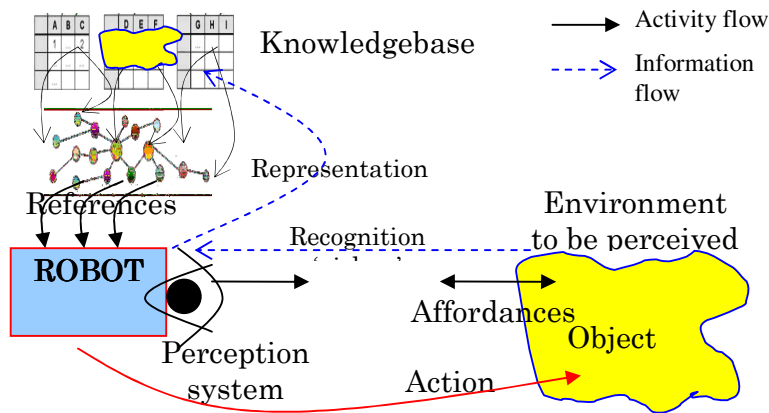 A B C
1 ... 2
D E F
G H I
Knowledgebase
Activity flow
Information
flow
Representation
References
Environment
to be perceived
Recognition
ROBOT
Affordances
Object
Perception
system
Action